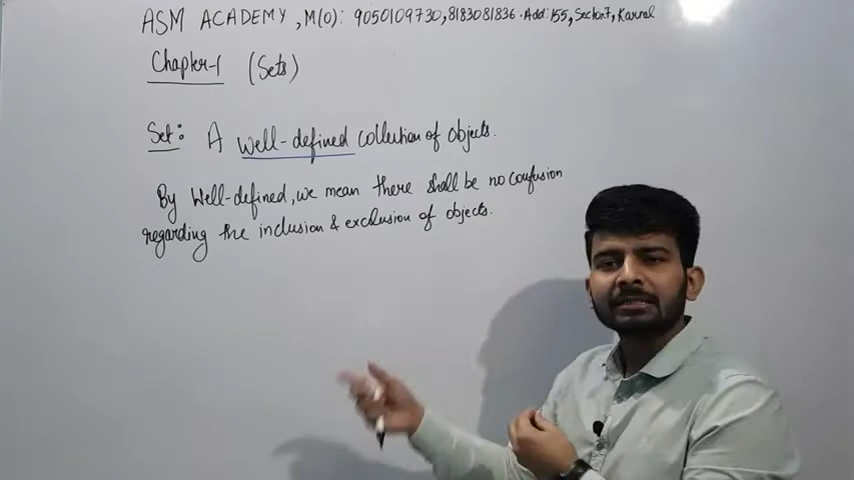 ASM ACADEMY, M(O): 9050109730, 8183081836. Add: 155, Sector 7, Karnal
Chapter-1 (Sets)
Set: A well-defined collection of objects.
By Well-defined, we mean there shall be no confusion
regarding the inclusion & exclusion of objects.